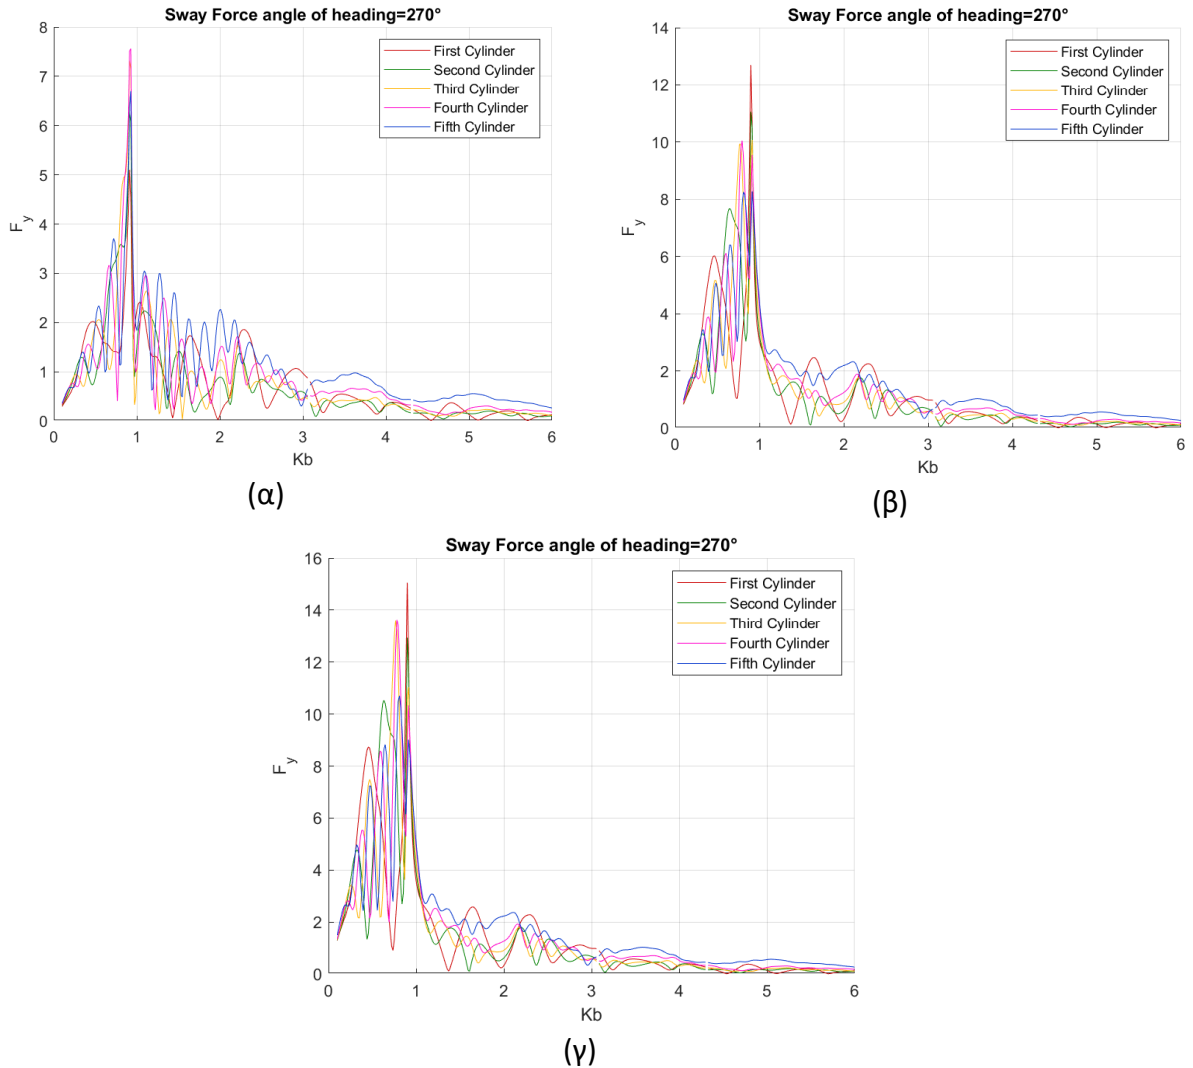 Sway Force angle of heading=270°
8
7
6
5
4
3
2
1
0
F_y
First Cylinder
Second Cylinder
Third Cylinder
Fourth Cylinder
Fifth Cylinder
0 1 2 3 4 5 6
Kb
(α)
Sway Force angle of heading=270°
14
12
10
8
6
4
2
0
F_y
First Cylinder
Second Cylinder
Third Cylinder
Fourth Cylinder
Fifth Cylinder
0 1 2 3 4 5 6
Kb
(β)
Sway Force angle of heading=270°
16
14
12
10
8
6
4
2
0
F_y
First Cylinder
Second Cylinder
Third Cylinder
Fourth Cylinder
Fifth Cylinder
0 1 2 3 4 5 6
Kb
(γ)